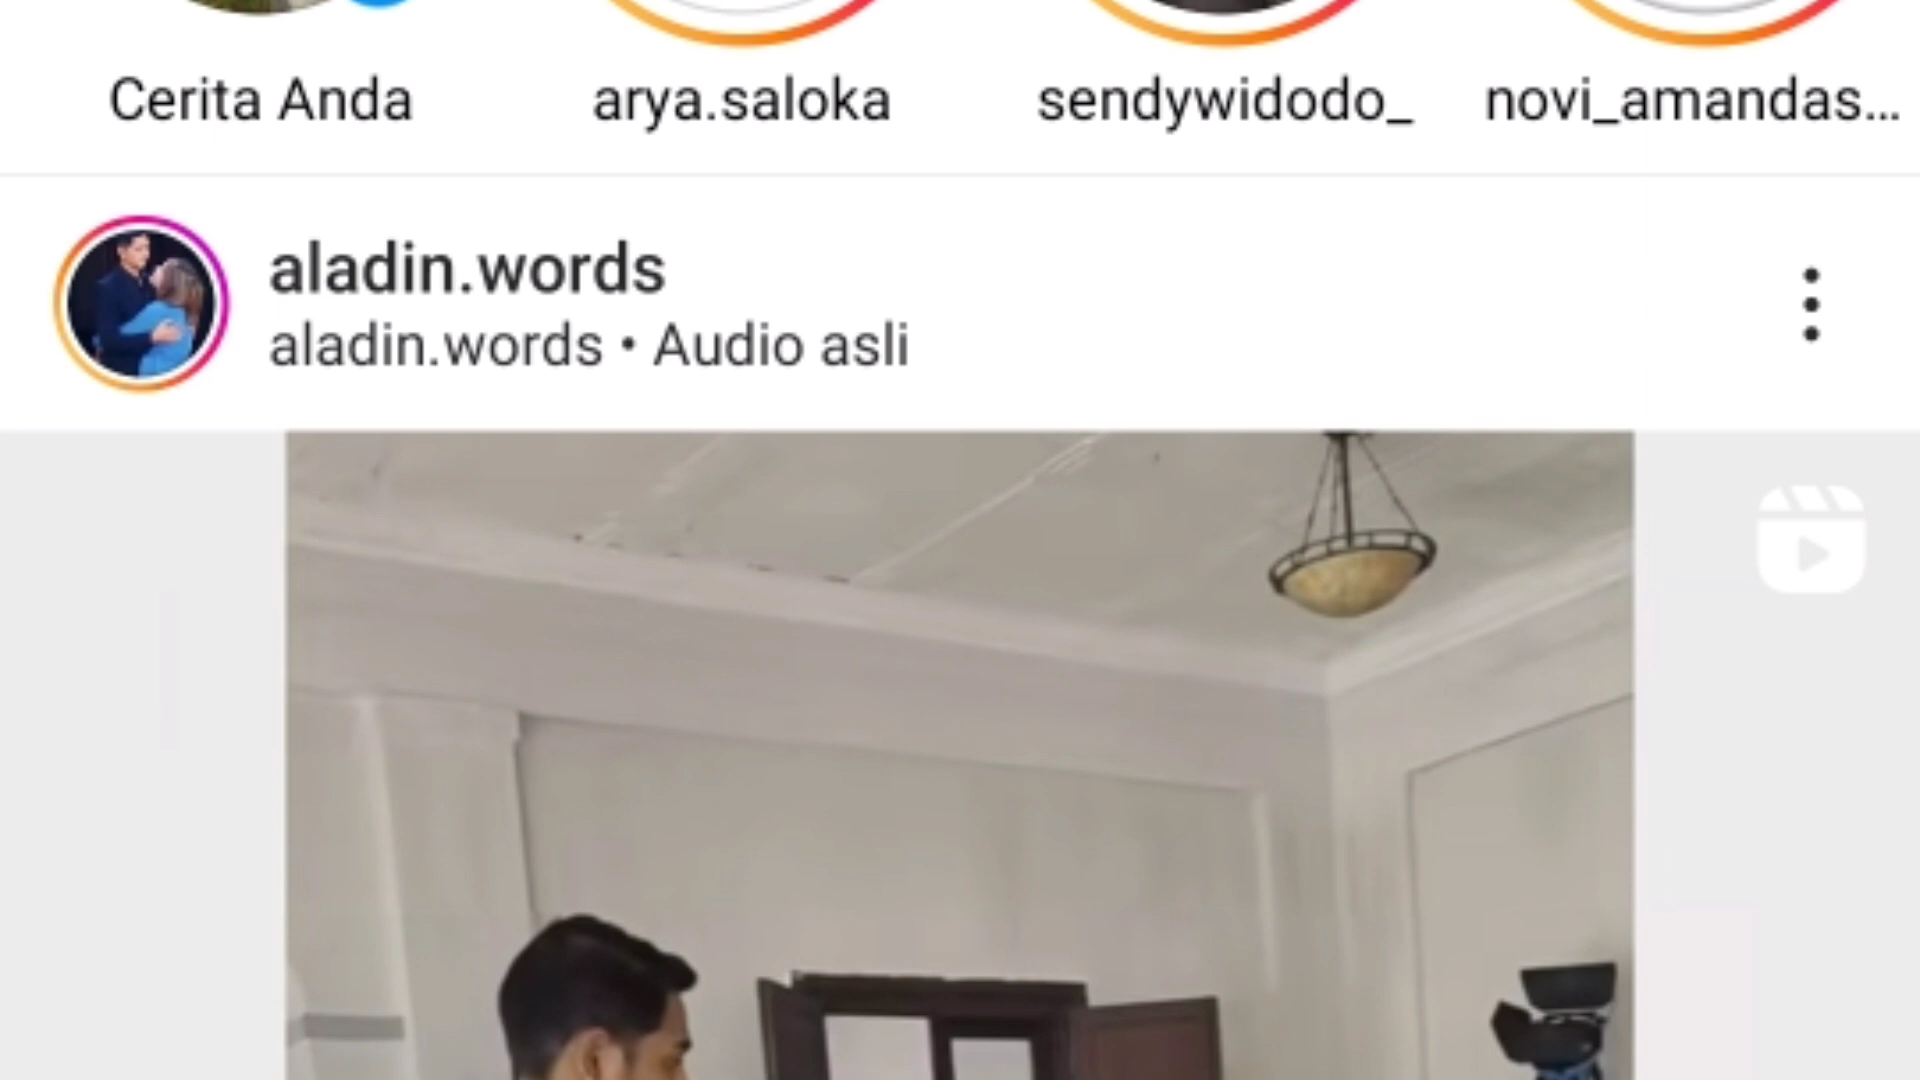 Cerita Anda
arya.saloka
sendywidodo_
novi_amandas...
aladin.words
aladin.words • Audio asli